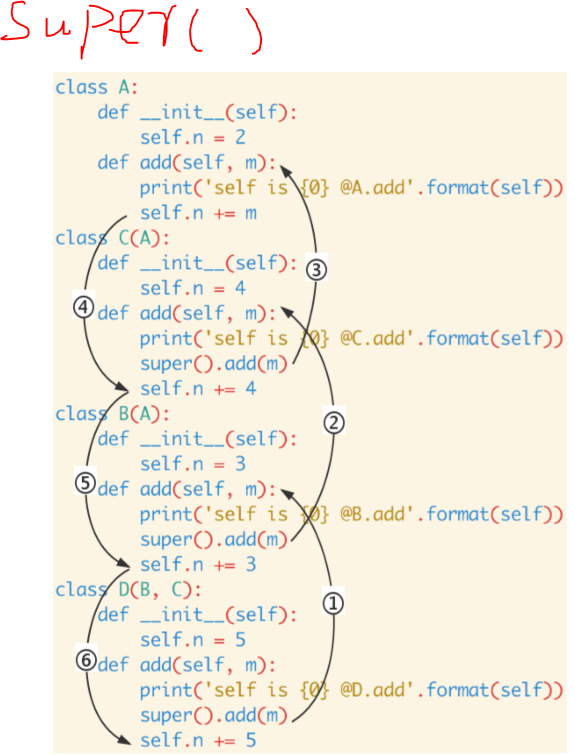 super( )
class A:
    def __init__(self):
        self.n = 2
    def add(self, m):
        print('self is {0} @A.add'.format(self))
        self.n += m
class C(A):
    def __init__(self):
        self.n = 4
    def add(self, m):
        print('self is {0} @C.add'.format(self))
        super().add(m)
        self.n += 4
class B(A):
    def __init__(self):
        self.n = 3
    def add(self, m):
        print('self is {0} @B.add'.format(self))
        super().add(m)
        self.n += 3
class D(B, C):
    def __init__(self):
        self.n = 5
    def add(self, m):
        print('self is {0} @D.add'.format(self))
        super().add(m)
        self.n += 5
③
④
②
⑤
①
⑥